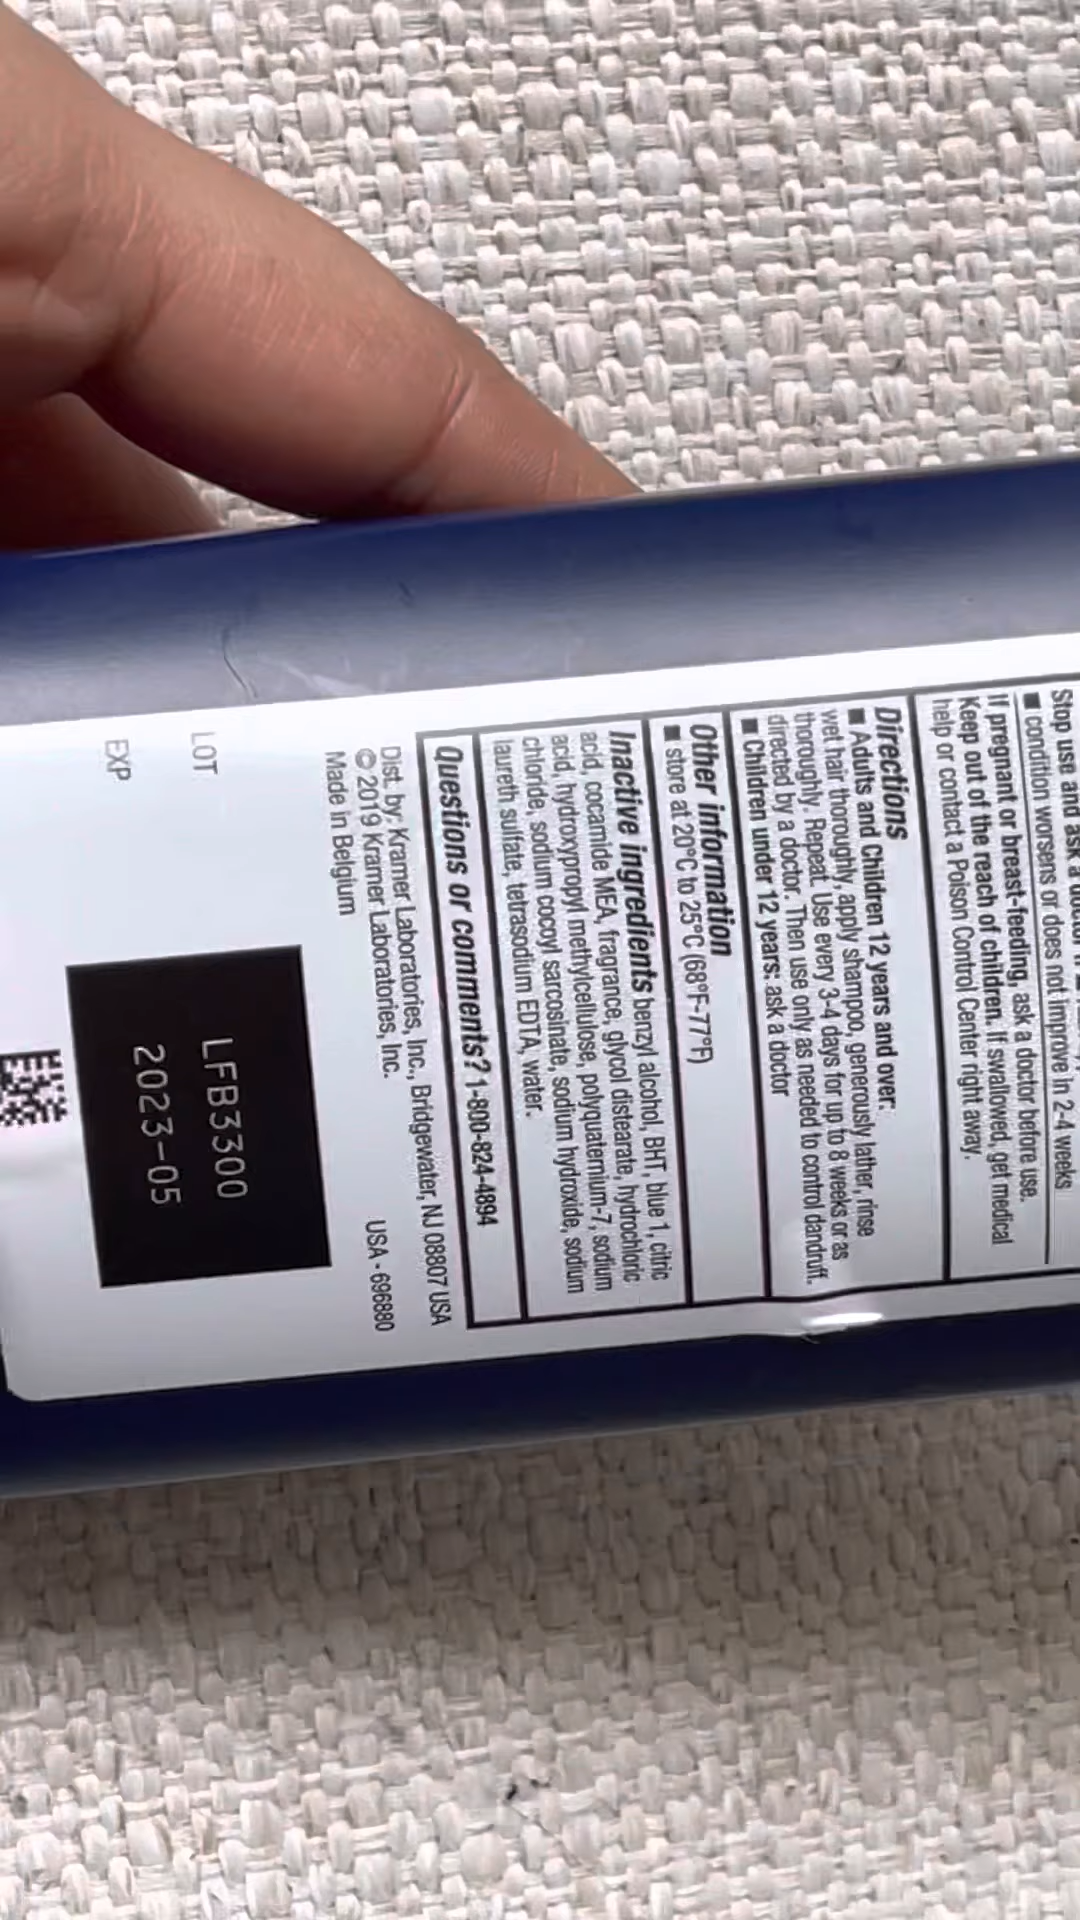 Stop use and ask a doctor if
■ condition worsens or does not improve in 2-4 weeks
If pregnant or breast-feeding, ask a doctor before use.
Keep out of the reach of children. If swallowed, get medical
help or contact a Poison Control Center right away.
Directions
■ Adults and Children 12 years and over:
wet hair thoroughly, apply shampoo, generously lather, rinse
thoroughly. Repeat. Use every 3-4 days for up to 8 weeks or as
directed by a doctor. Then use only as needed to control dandruff.
■ Children under 12 years: ask a doctor
Other information
■ store at 20°C to 25°C (68°F-77°F)
Inactive ingredients benzyl alcohol, BHT, blue 1, citric
acid, cocamide MEA, fragrance, glycol distearate, hydrochloric
acid, hydroxypropyl methylcellulose, polyquaternium-7, sodium
chloride, sodium cocoyl sarcosinate, sodium hydroxide, sodium
laureth sulfate, tetrasodium EDTA, water.
Questions or comments? 1-800-824-4894
Dist. by: Kramer Laboratories, Inc., Bridgewater, NJ 08807 USA
© 2019 Kramer Laboratories, Inc.
USA - 696880
Made in Belgium
LOT LFB3300
EXP 2023-05